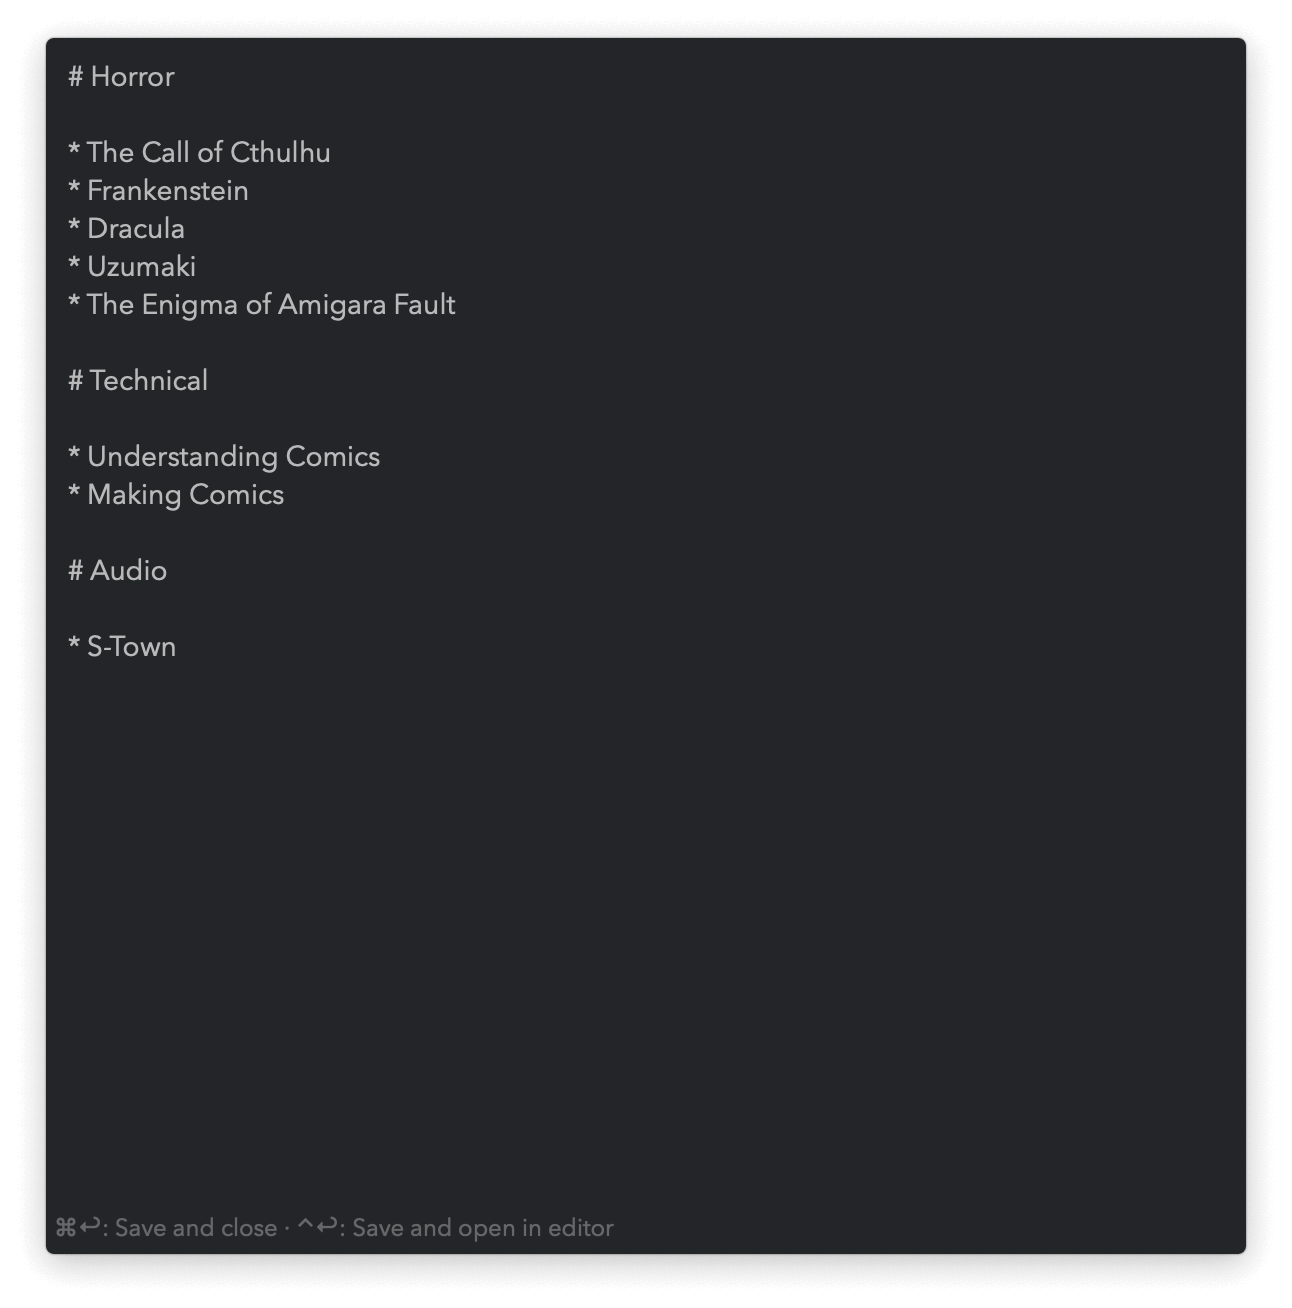 # Horror
* The Call of Cthulhu
* Frankenstein
* Dracula
* Uzumaki
* The Enigma of Amigara Fault
# Technical
* Understanding Comics
* Making Comics
# Audio
* S-Town
⌘↩: Save and close · ^↩: Save and open in editor